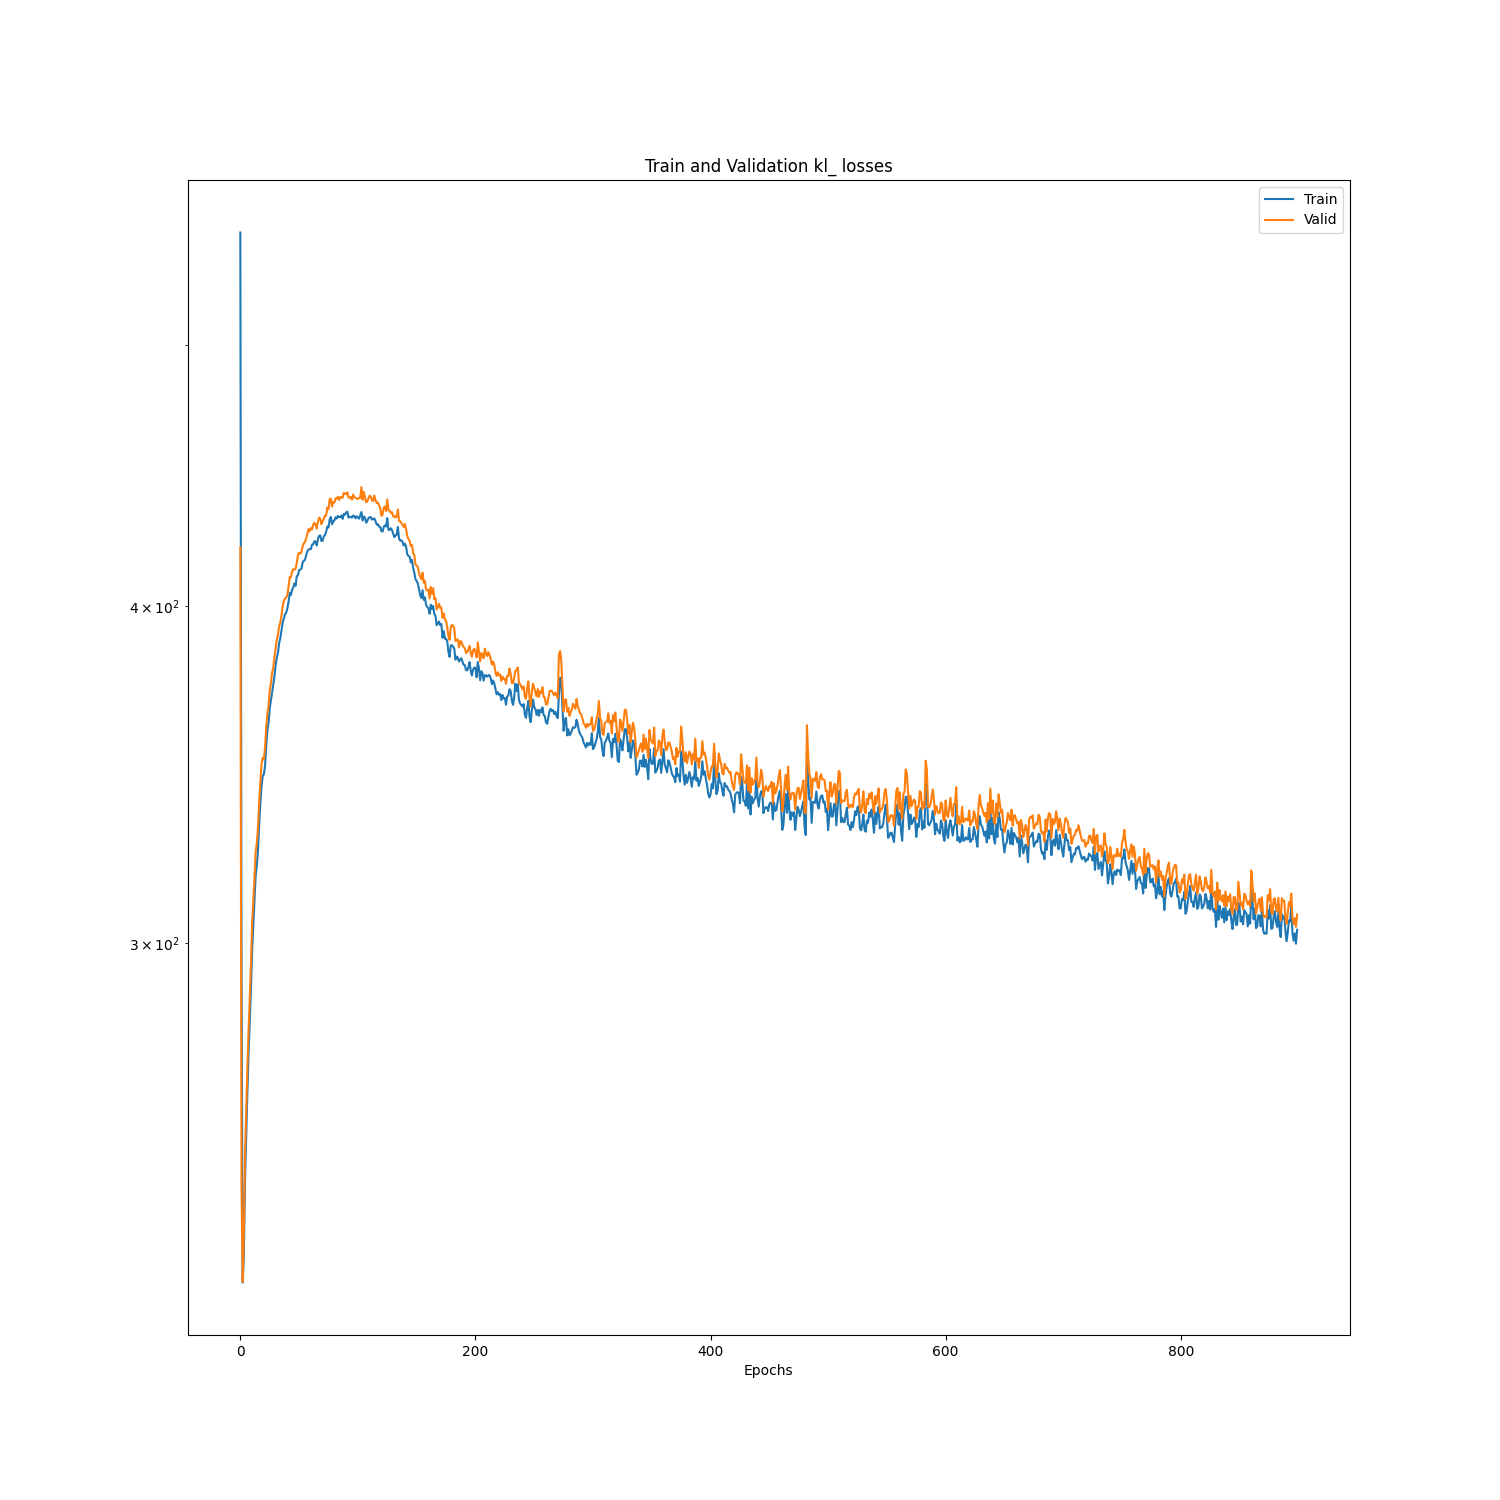 Train and Validation kl_ losses
Train
Valid
4 × 10²
3 × 10²
0 200 400 600 800
Epochs